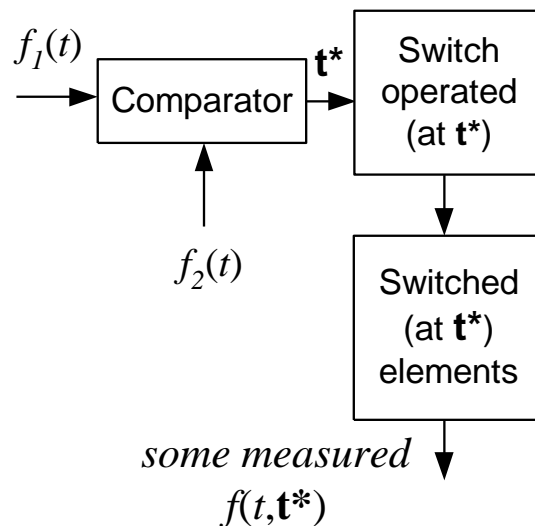 f1(t)
Comparator
t*
Switch
operated
(at t*)
f2(t)
Switched
(at t*)
elements
some measured
f(t,t*)